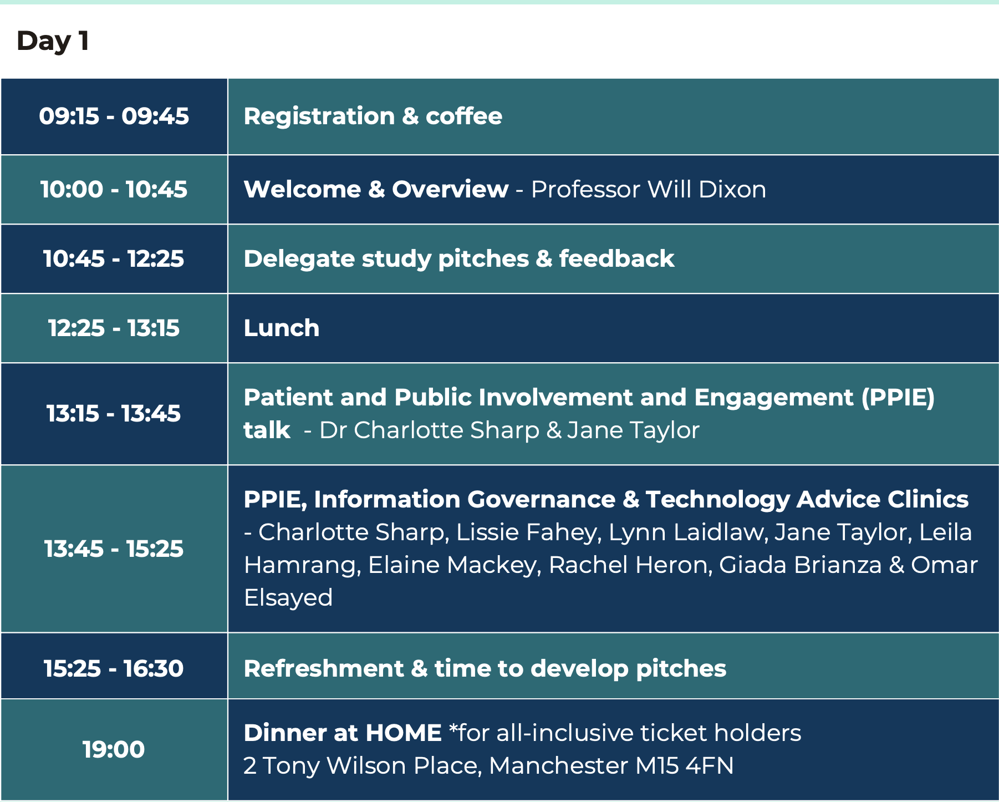 Day 1
09:15 - 09:45
Registration & coffee
10:00 - 10:45
Welcome & Overview - Professor Will Dixon
10:45 - 12:25
Delegate study pitches & feedback
12:25 - 13:15
Lunch
13:15 - 13:45
Patient and Public Involvement and Engagement (PPIE)
talk - Dr Charlotte Sharp & Jane Taylor
13:45 - 15:25
PPIE, Information Governance & Technology Advice Clinics
- Charlotte Sharp, Lissie Fahey, Lynn Laidlaw, Jane Taylor, Leila
Hamrang, Elaine Mackey, Rachel Heron, Giada Brianza & Omar
Elsayed
15:25 - 16:30
Refreshment & time to develop pitches
19:00
Dinner at HOME *for all-inclusive ticket holders
2 Tony Wilson Place, Manchester M15 4FN